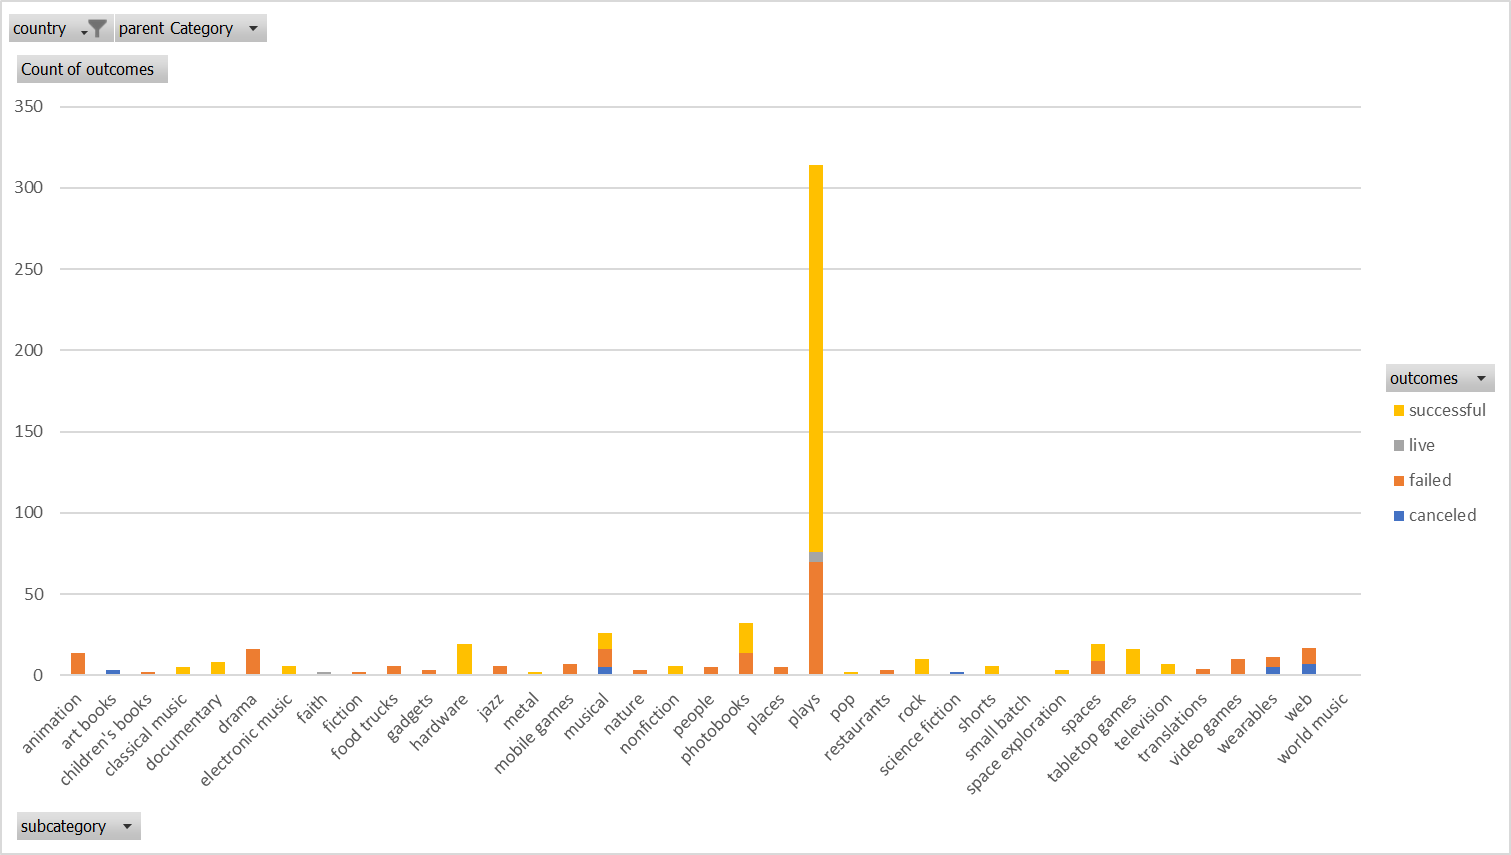 country parent Category
Count of outcomes
350
300
250
200
150
100
50
0
outcomes
successful
live
failed
canceled
animation
art books
children's books
classical music
documentary
drama
electronic music
faith
fiction
food trucks
gadgets
hardware
jazz
metal
mobile games
musical
nature
nonfiction
people
photobooks
places
plays
pop
restaurants
rock
science fiction
shorts
small batch
space exploration
spaces
tabletop games
television
translations
video games
wearables
web
world music
subcategory